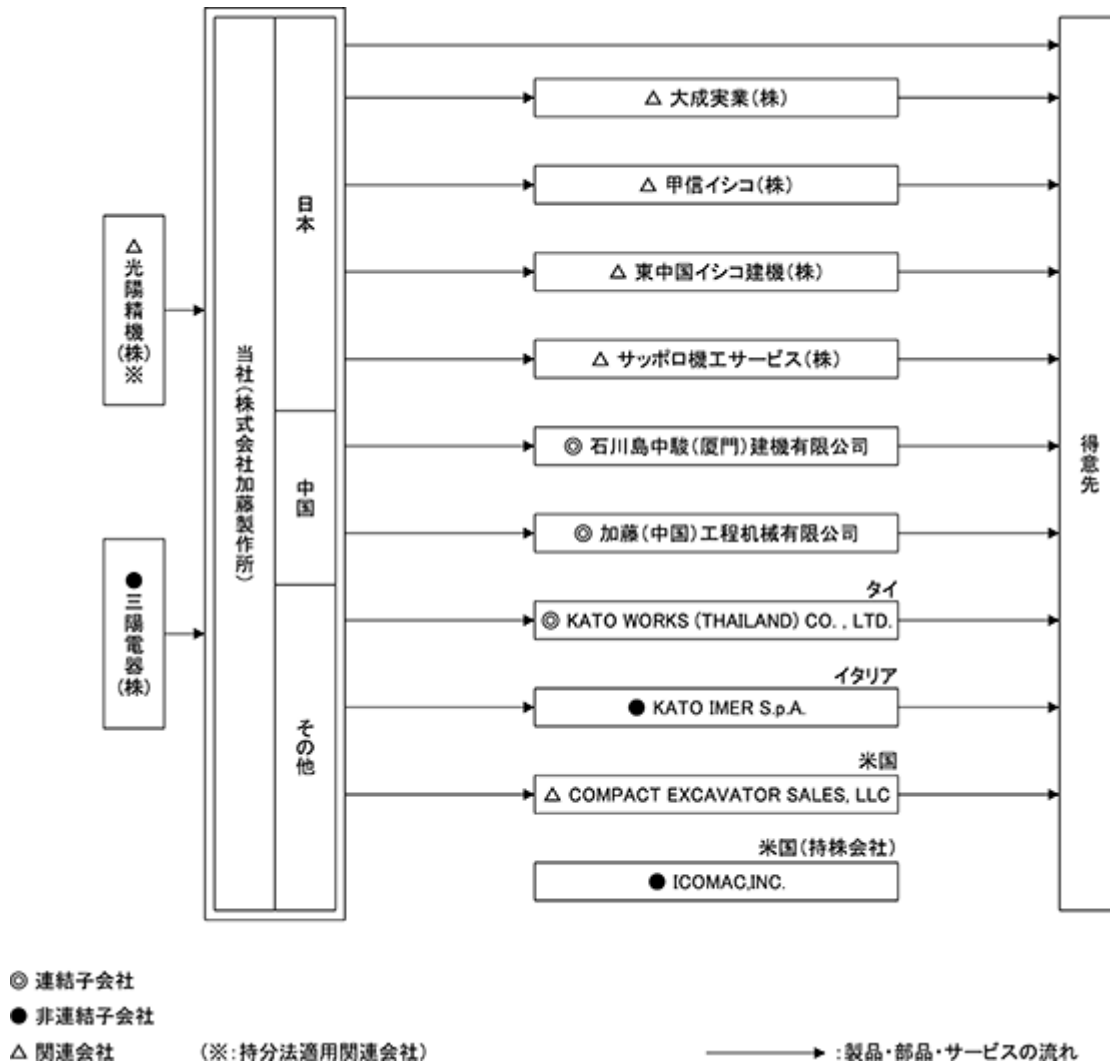 △光陽精機(株)※
●三陽電器(株)
当社(株式会社加藤製作所)
日本
中国
その他
△ 大成実業(株)
△ 甲信イシコ(株)
△ 東中国イシコ建機(株)
△ サッポロ機工サービス(株)
◎ 石川島中駿(厦門)建機有限公司
◎ 加藤(中国)工程机械有限公司
タイ
◎ KATO WORKS (THAILAND) CO. , LTD.
イタリア
● KATO IMER S.p.A.
米国
△ COMPACT EXCAVATOR SALES, LLC
米国(持株会社)
● ICOMAC,INC.
得意先
◎ 連結子会社
● 非連結子会社
△ 関連会社 (※:持分法適用関連会社)
:製品・部品・サービスの流れ